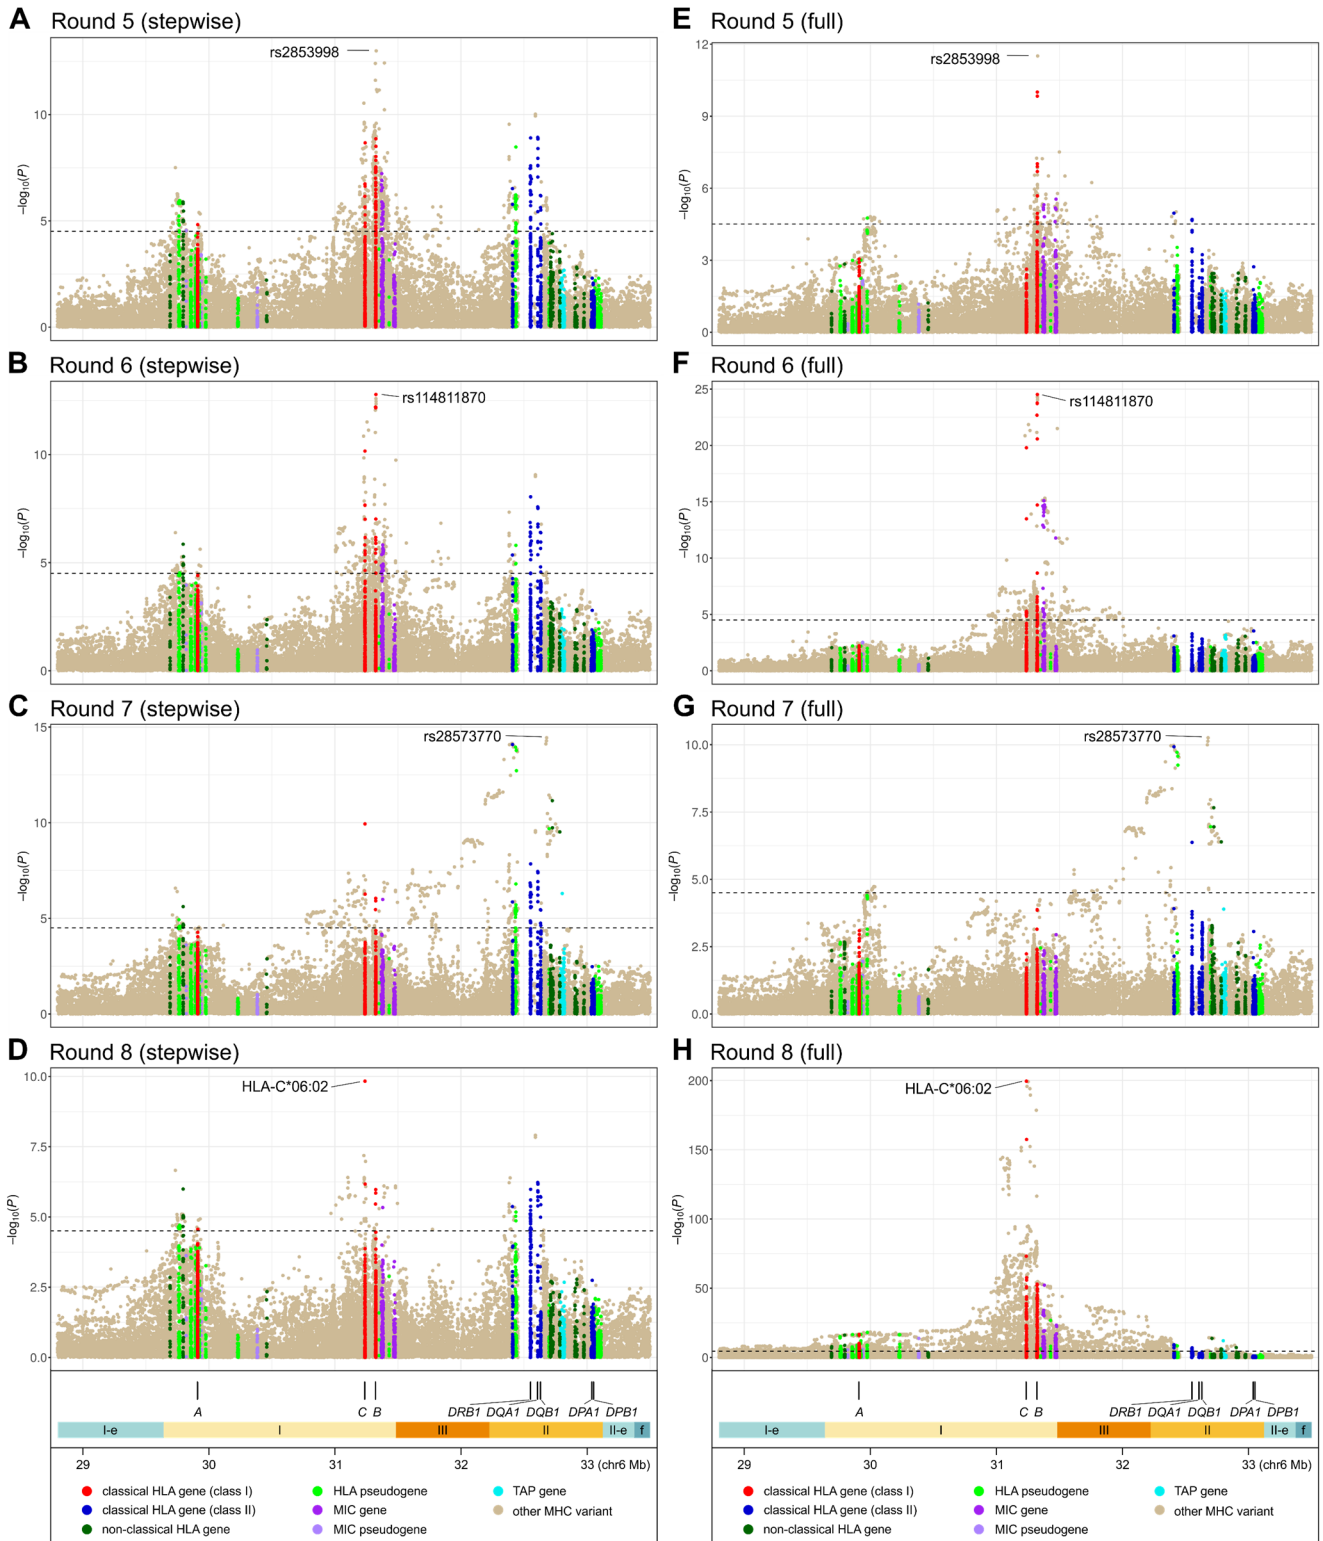 A Round 5 (stepwise)
rs2853998
10
5
0
−log10(P)
E Round 5 (full)
rs2853998
12
9
6
3
0
−log10(P)
B Round 6 (stepwise)
rs114811870
10
5
0
−log10(P)
F Round 6 (full)
rs114811870
25
20
15
10
5
0
−log10(P)
C Round 7 (stepwise)
rs28573770
15
10
5
0
−log10(P)
G Round 7 (full)
rs28573770
10.0
7.5
5.0
2.5
0.0
−log10(P)
D Round 8 (stepwise)
HLA-C*06:02
10.0
7.5
5.0
2.5
0.0
−log10(P)
H Round 8 (full)
HLA-C*06:02
200
150
100
50
0
−log10(P)
A C B DRB1 DQA1 DQB1 DPA1 DPB1
I-e I III II II-e f
29 30 31 32 33 (chr6 Mb)
classical HLA gene (class I)
classical HLA gene (class II)
non-classical HLA gene
HLA pseudogene
MIC gene
MIC pseudogene
TAP gene
other MHC variant
A C B DRB1 DQA1 DQB1 DPA1 DPB1
I-e I III II II-e f
29 30 31 32 33 (chr6 Mb)
classical HLA gene (class I)
classical HLA gene (class II)
non-classical HLA gene
HLA pseudogene
MIC gene
MIC pseudogene
TAP gene
other MHC variant